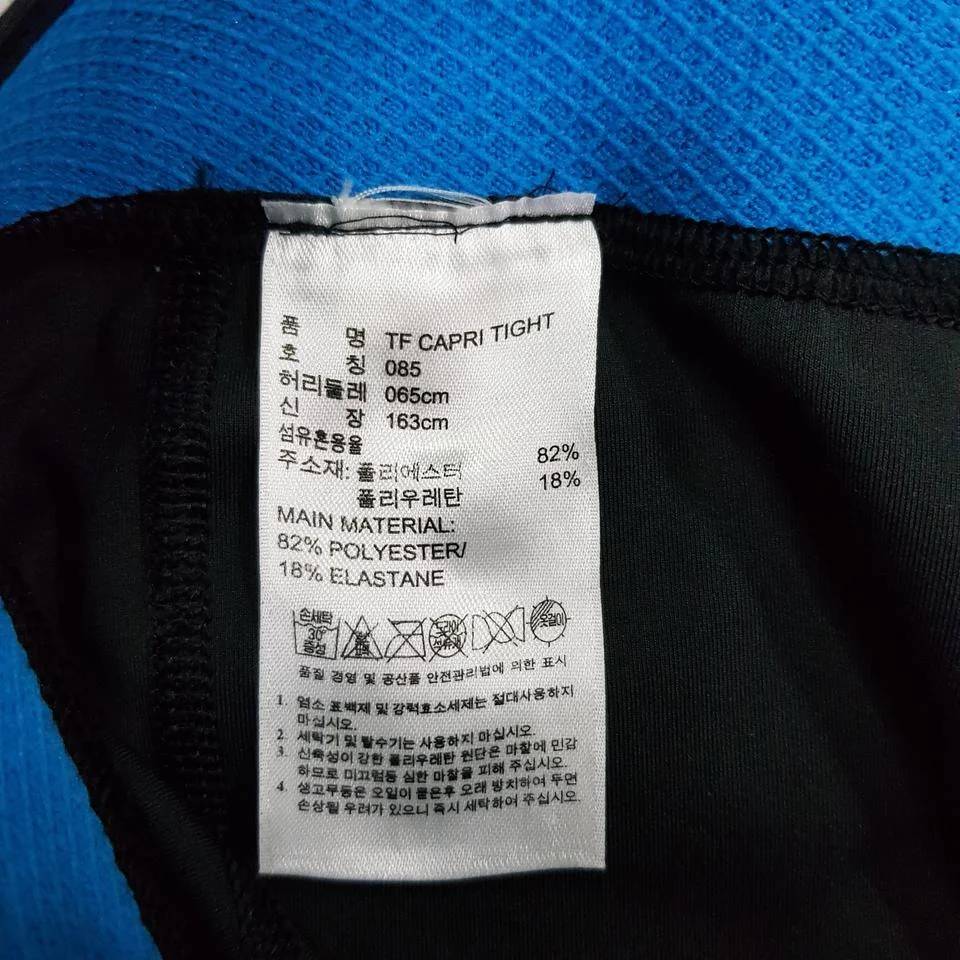 품 명 TF CAPRI TIGHT
호 칭 085
허리둘레 065cm
신 장 163cm
섬유혼용율
주소재: 폴리에스터 82%
폴리우레탄 18%
MAIN MATERIAL:
82% POLYESTER/
18% ELASTANE
손세탁 30° 중성 옷걸이
품질 경영 및 공산품 안전관리법에 의한 표시
1 염소 표백제 및 강력효소세제는 절대사용하지
마십시오.
2 세탁기 및 탈수기는 사용하지 마십시오.
3 신축성이 강한 폴리우레탄 원단은 마찰에 민감
하므로 미끄럼등 심한 마찰을 피해 주십시오.
4 생고무등은 오일이 묻은후 오래 방치하여 두면
손상될 우려가 있으니 즉시 세탁하여 주십시오.